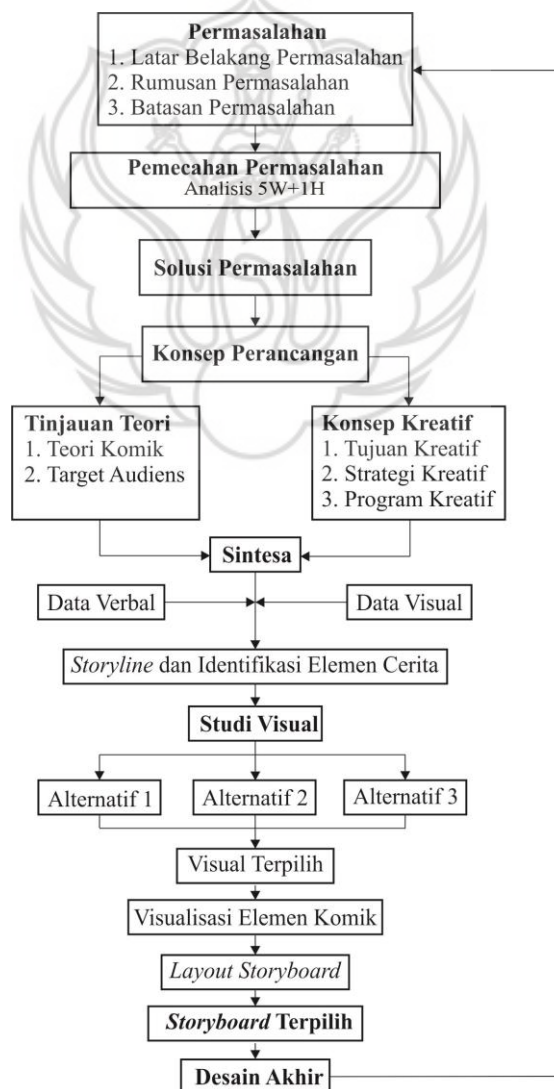 Permasalahan
1. Latar Belakang Permasalahan
2. Rumusan Permasalahan
3. Batasan Permasalahan
Pemecahan Permasalahan
Analisis 5W+1H
Solusi Permasalahan
Konsep Perancangan
Tinjauan Teori
1. Teori Komik
2. Target Audiens
Konsep Kreatif
1. Tujuan Kreatif
2. Strategi Kreatif
3. Program Kreatif
Sintesa
Data Verbal
Data Visual
Storyline dan Identifikasi Elemen Cerita
Studi Visual
Alternatif 1
Alternatif 2
Alternatif 3
Visual Terpilih
Visualisasi Elemen Komik
Layout Storyboard
Storyboard Terpilih
Desain Akhir